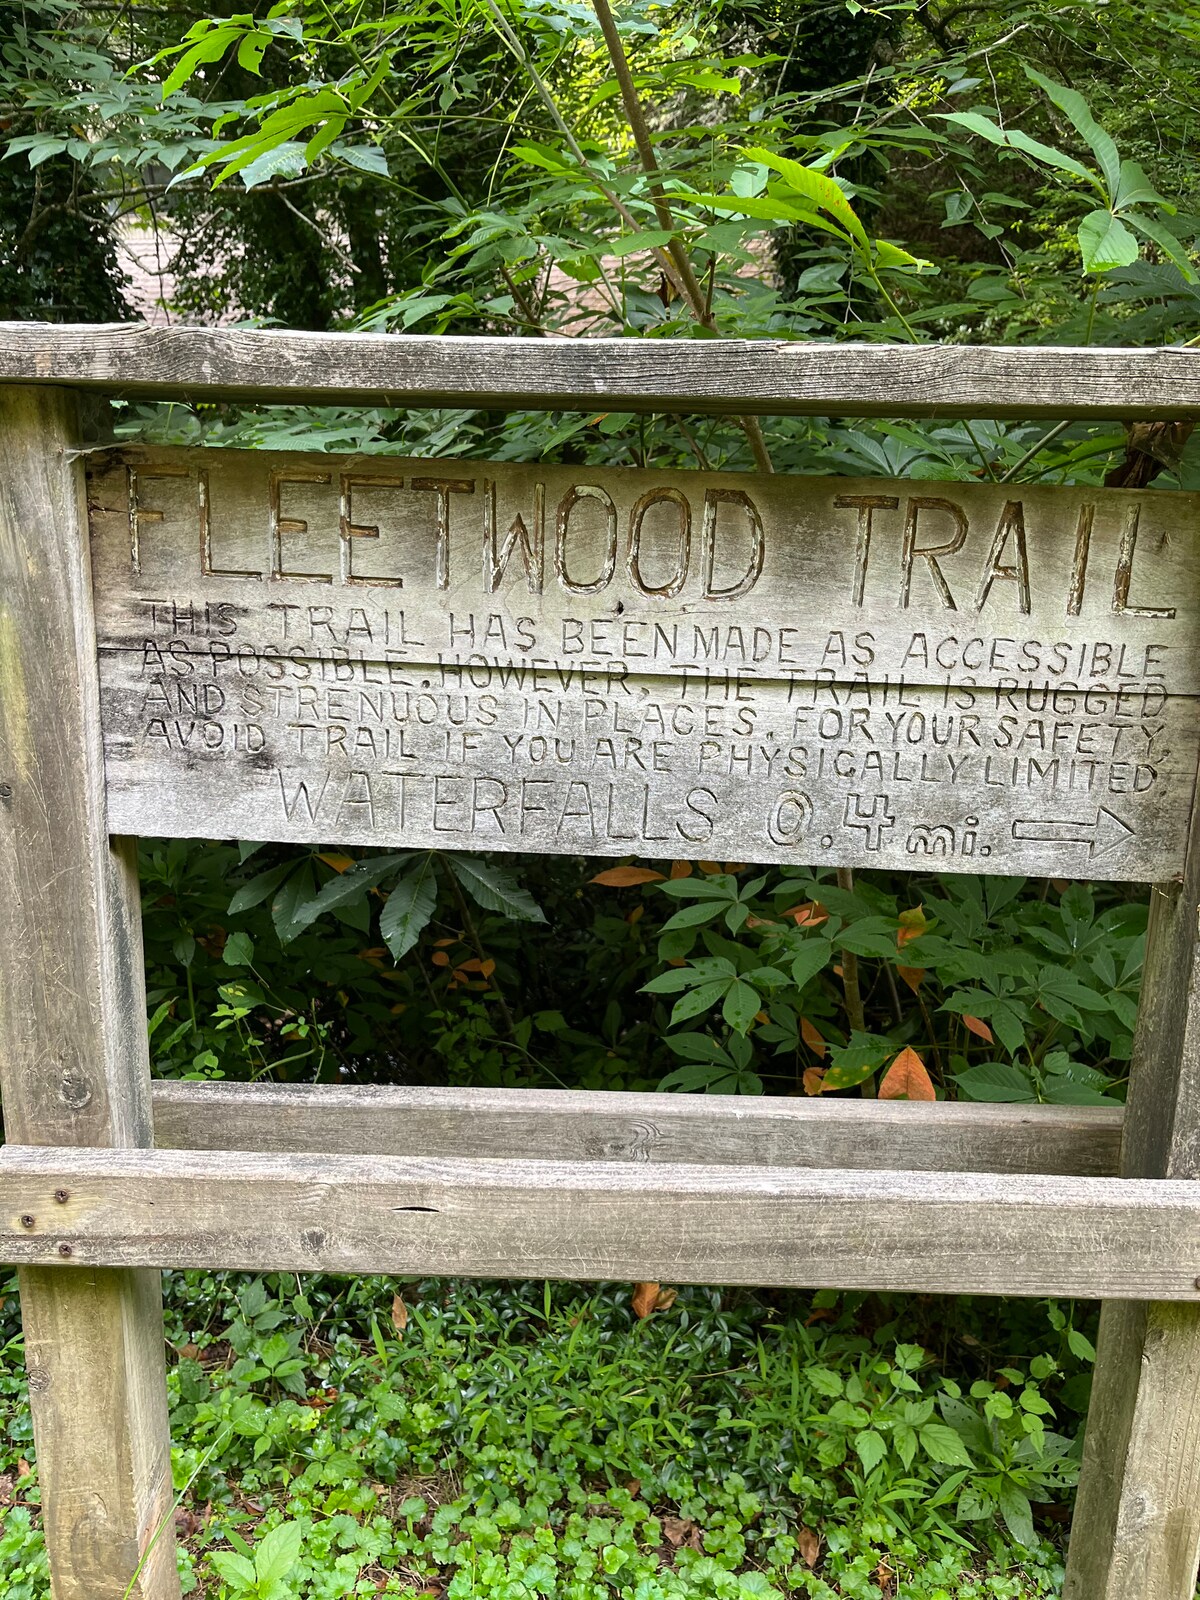 FLEETWOOD TRAIL
THIS TRAIL HAS BEEN MADE AS ACCESSIBLE
AS POSSIBLE. HOWEVER, THE TRAIL IS RUGGED
AND STRENUOUS IN PLACES. FOR YOUR SAFETY,
AVOID TRAIL IF YOU ARE PHYSICALLY LIMITED.
WATERFALLS 0.4 mi.